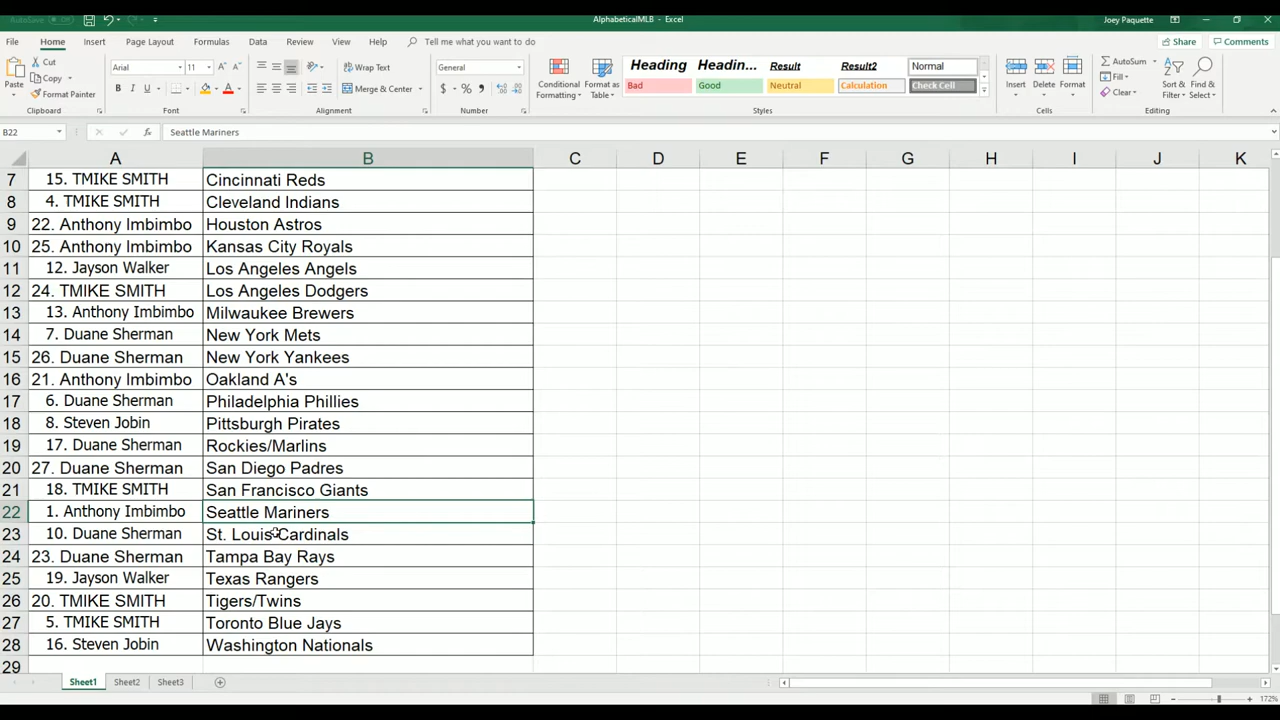 AutoSave
AlphabeticalMLB - Excel
Joey Paquette
File Home Insert Page Layout Formulas Data Review View Help Tell me what you want to do Share Comments
Paste Cut Copy Format Painter
Arial 11
B I U A
Wrap Text
Merge & Center
General
$ % ,
Conditional Formatting Format as Table
Heading... Headin... Result Result2 Normal
Bad Good Neutral Calculation Check Cell
Insert Delete Format
AutoSum Fill Clear
Sort & Filter Find & Select
Clipboard Font Alignment Number Styles Cells Editing
B22 fx Seattle Mariners
A B C D E F G H I J K
7 15. TMIKE SMITH Cincinnati Reds
8 4. TMIKE SMITH Cleveland Indians
9 22. Anthony Imbimbo Houston Astros
10 25. Anthony Imbimbo Kansas City Royals
11 12. Jayson Walker Los Angeles Angels
12 24. TMIKE SMITH Los Angeles Dodgers
13 13. Anthony Imbimbo Milwaukee Brewers
14 7. Duane Sherman New York Mets
15 26. Duane Sherman New York Yankees
16 21. Anthony Imbimbo Oakland A's
17 6. Duane Sherman Philadelphia Phillies
18 8. Steven Jobin Pittsburgh Pirates
19 17. Duane Sherman Rockies/Marlins
20 27. Duane Sherman San Diego Padres
21 18. TMIKE SMITH San Francisco Giants
22 1. Anthony Imbimbo Seattle Mariners
23 10. Duane Sherman St. Louis Cardinals
24 23. Duane Sherman Tampa Bay Rays
25 19. Jayson Walker Texas Rangers
26 20. TMIKE SMITH Tigers/Twins
27 5. TMIKE SMITH Toronto Blue Jays
28 16. Steven Jobin Washington Nationals
29
Sheet1 Sheet2 Sheet3
172%